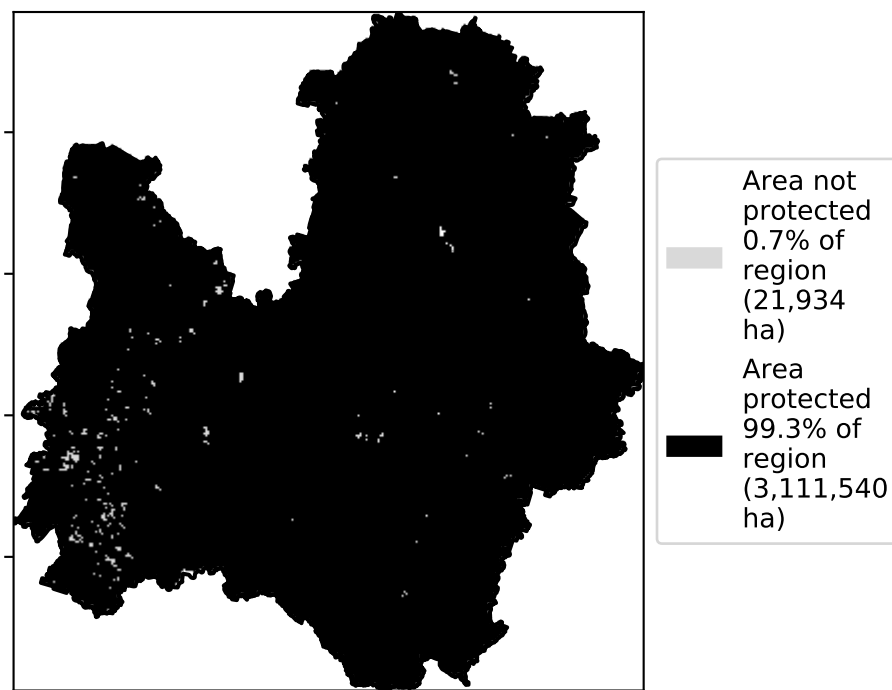 Area not
protected
0.7% of
region
(21,934
ha)
Area
protected
99.3% of
region
(3,111,540
ha)